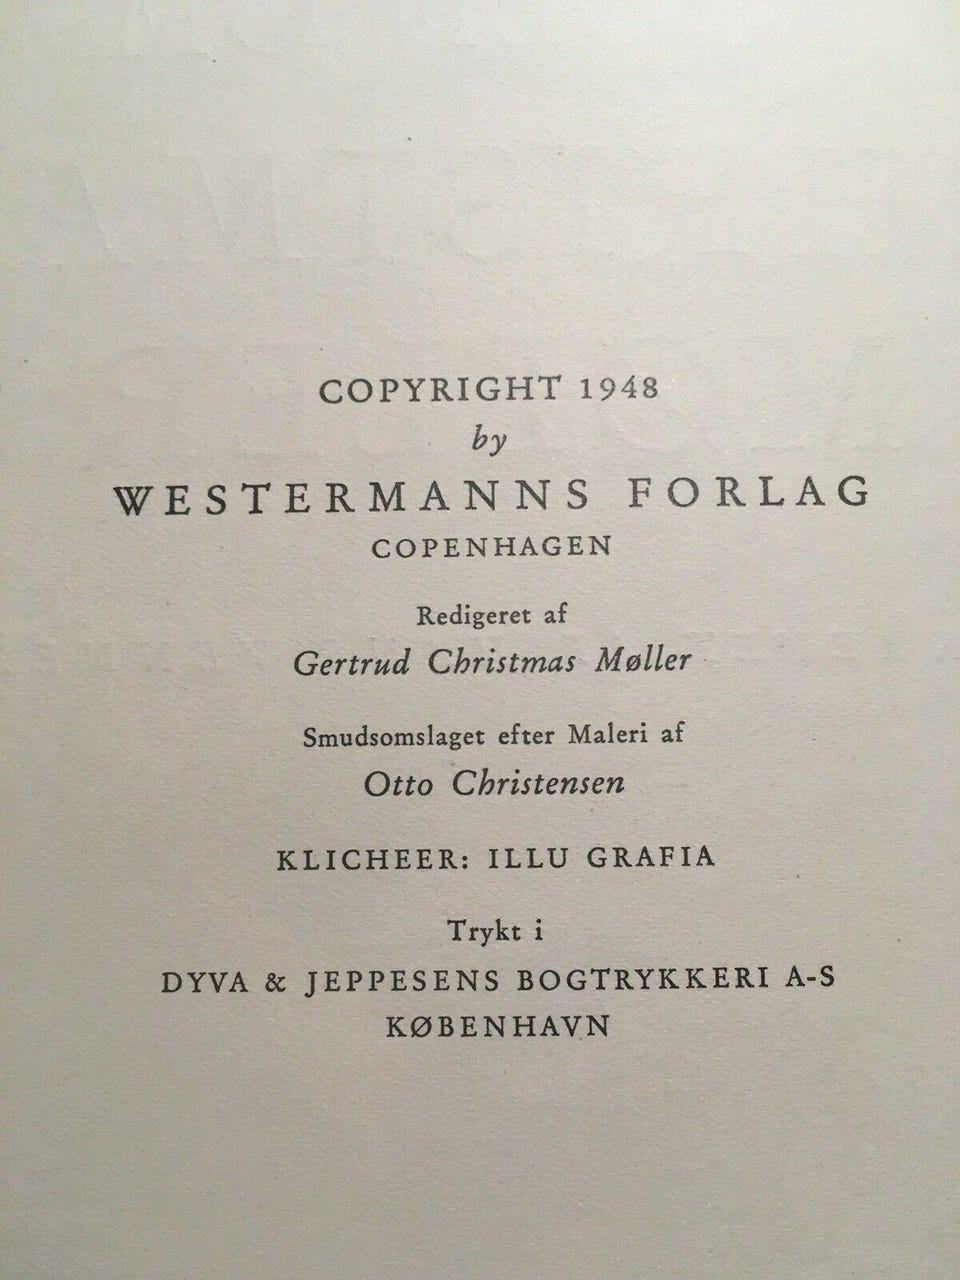 COPYRIGHT 1948
by
WESTERMANNS FORLAG
COPENHAGEN
Redigeret af
Gertrud Christmas Møller
Smudsomslaget efter Maleri af
Otto Christensen
KLICHEER: ILLU GRAFIA
Trykt i
DYVA & JEPPESENS BOGTRYKKERI A-S
KØBENHAVN